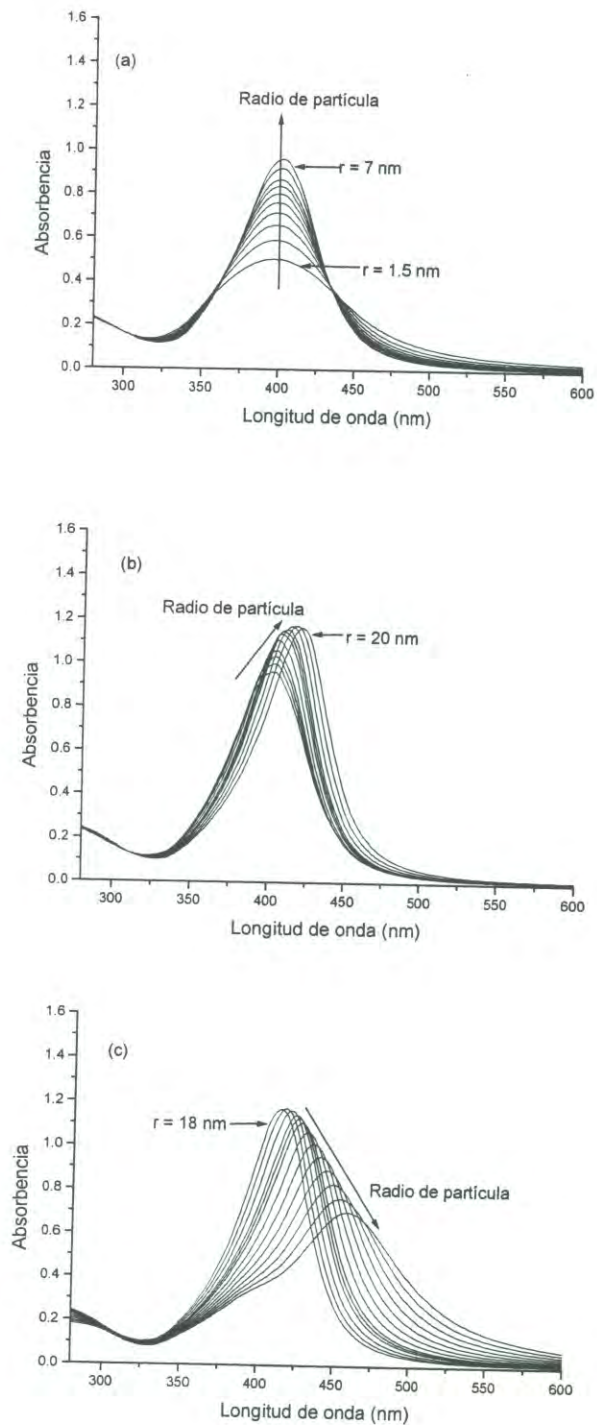 (a)
Radio de partícula
r = 7 nm
r = 1.5 nm
Absorbencia
1.6
1.4
1.2
1.0
0.8
0.6
0.4
0.2
0.0
300 350 400 450 500 550 600
Longitud de onda (nm)
(b)
Radio de partícula
r = 20 nm
Absorbencia
1.6
1.4
1.2
1.0
0.8
0.6
0.4
0.2
0.0
300 350 400 450 500 550 600
Longitud de onda (nm)
(c)
r = 18 nm
Radio de partícula
Absorbencia
1.6
1.4
1.2
1.0
0.8
0.6
0.4
0.2
0.0
300 350 400 450 500 550 600
Longitud de onda (nm)